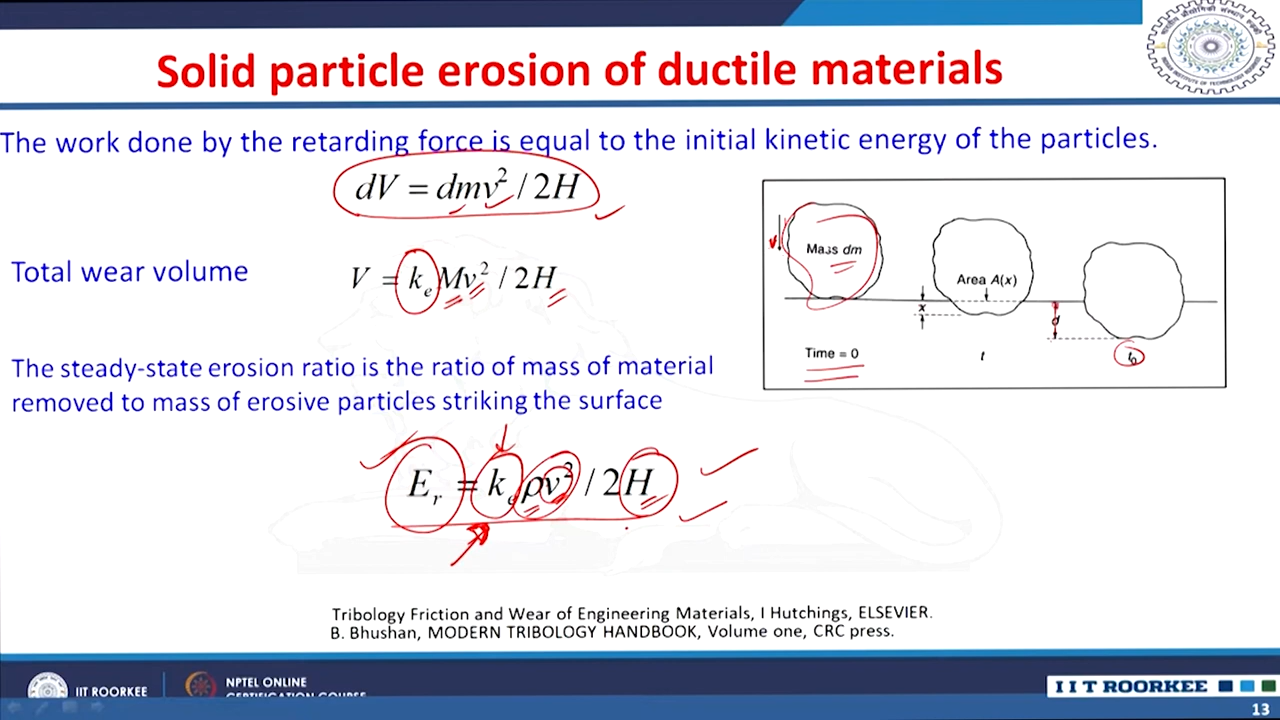 Solid particle erosion of ductile materials
The work done by the retarding force is equal to the initial kinetic energy of the particles.
dV = dmv² / 2H
Total wear volume
V = kₑMv² / 2H
The steady-state erosion ratio is the ratio of mass of material
removed to mass of erosive particles striking the surface
Eᵣ = kₑρv² / 2H
v
Mass dm
Area A(x)
x
d
Time = 0
t
t₀
Tribology Friction and Wear of Engineering Materials, I Hutchings, ELSEVIER.
B. Bhushan, MODERN TRIBOLOGY HANDBOOK, Volume one, CRC press.
IIT ROORKEE
NPTEL ONLINE
CERTIFICATION COURSE
IIT ROORKEE
13